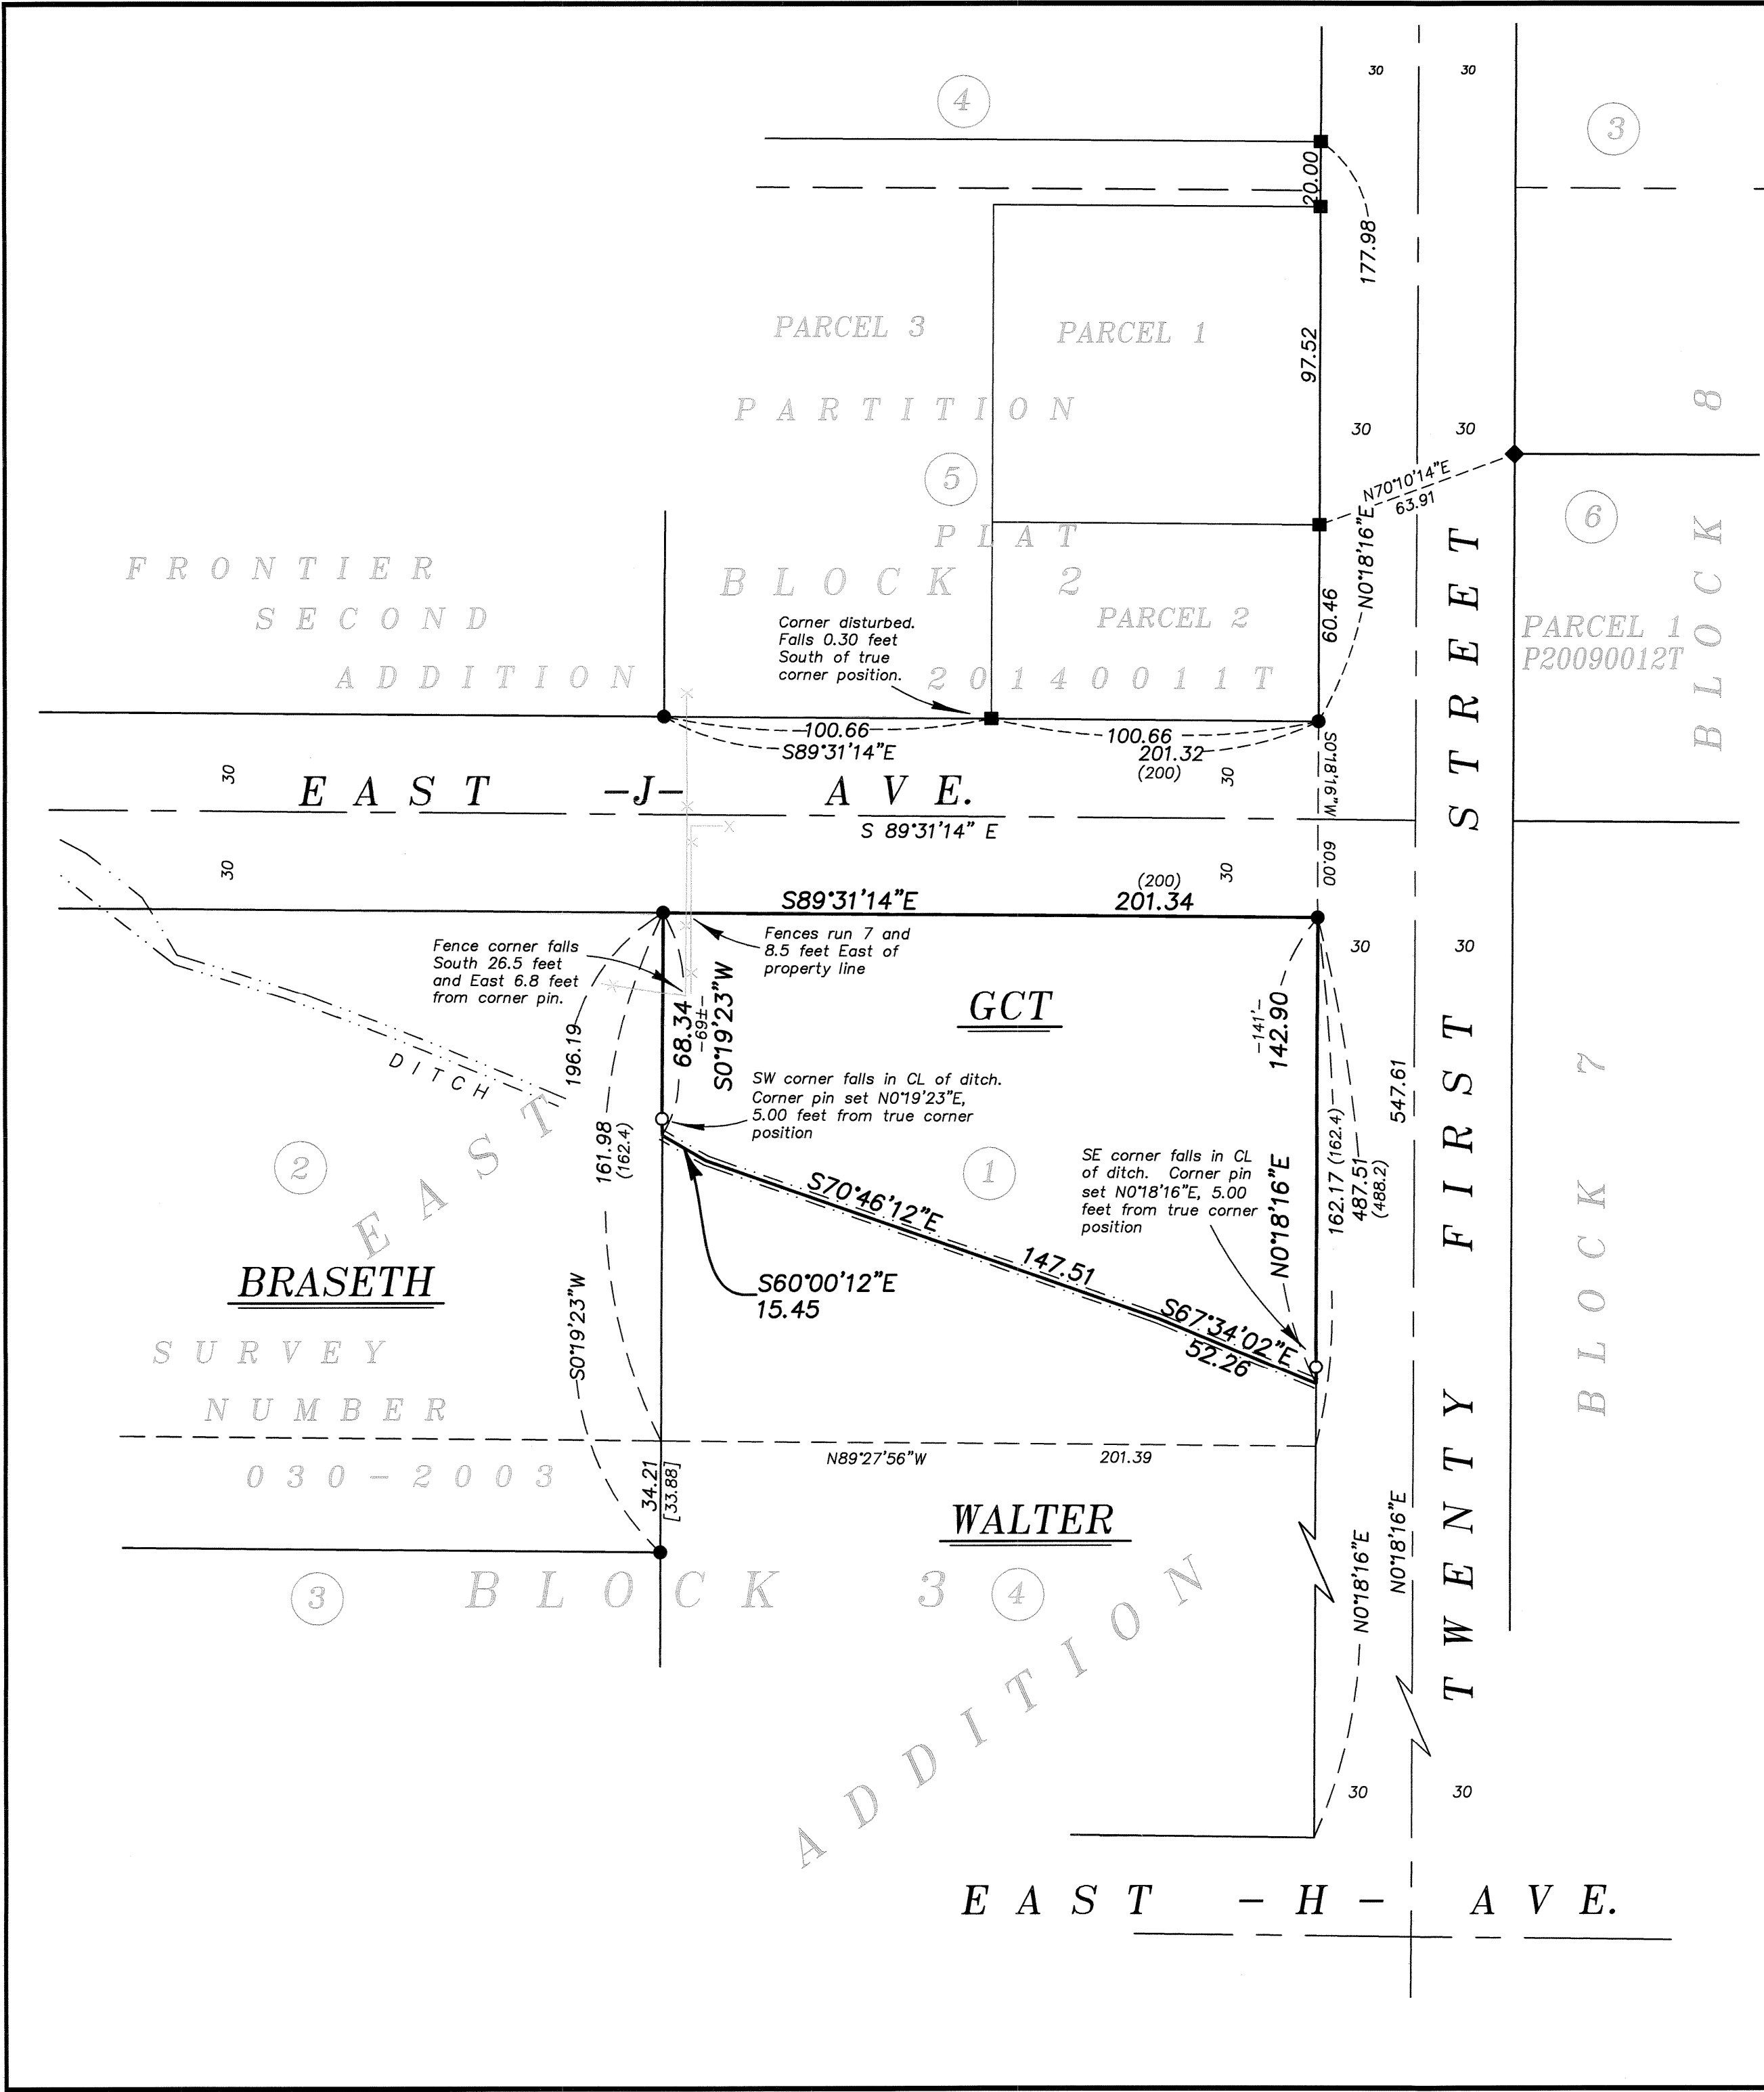 30
30
4
3
20.00
177.98
PARCEL 3
PARCEL 1
97.52
PARTITION
30
30
8
N70°10'14"E
63.91
5
6
PLAT
N0°18'16"E
FRONTIER
BLOCK 2
BLOCK
SECOND
60.46
Corner disturbed.
Falls 0.30 feet
South of true
corner position.
PARCEL 2
PARCEL 1
P20090012T
ADDITION
20140011T
100.66
S89°31'14"E
100.66
201.32
(200)
30
30
S0°18'16"W
EAST -J- AVE.
S 89°31'14" E
60.00
30
30
(200)
S89°31'14"E
201.34
Fence corner falls
South 26.5 feet
and East 6.8 feet
from corner pin.
Fences run 7 and
8.5 feet East of
property line
30
30
GCT
68.34
-69±-
S0°19'23"W
-141'-
142.90
196.19
DITCH
547.61
7
SW corner falls in CL of ditch.
Corner pin set N0°19'23"E,
5.00 feet from true corner
position
161.98
(162.4)
EAST
2
1
SE corner falls in CL
of ditch. Corner pin
set N0°18'16"E, 5.00
feet from true corner
position
N0°18'16"E
162.17 (162.4)
487.51
(488.2)
S70°46'12"E
147.51
BLOCK
BRASETH
S60°00'12"E
15.45
S67°34'02"E
52.26
S0°19'23"W
SURVEY
NUMBER
030-2003
N89°27'56"W
201.39
34.21
[33.88]
WALTER
N0°18'16"E
N0°18'16"E
TWENTY FIRST STREET
3
BLOCK 3
4
ADDITION
30
30
EAST -H- AVE.